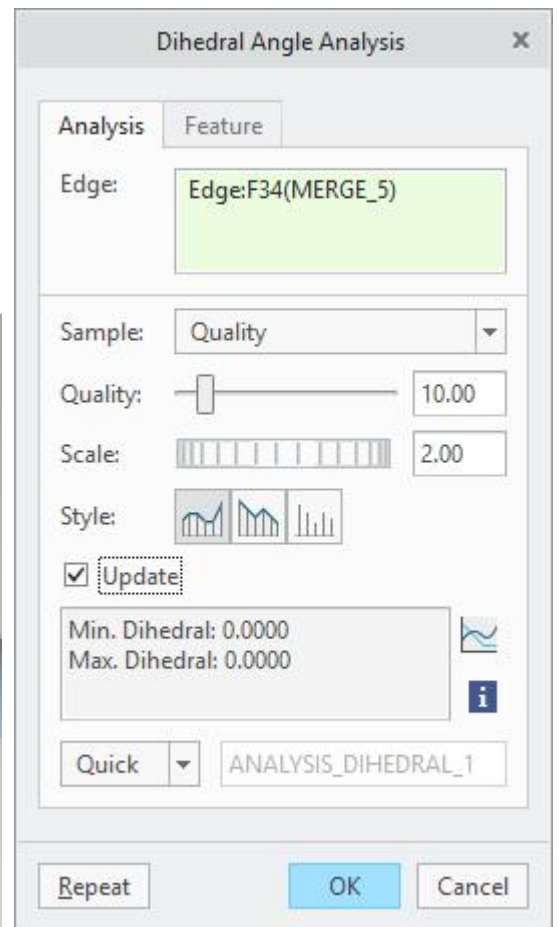 Dihedral Angle Analysis
Analysis Feature
Edge: Edge:F34(MERGE_5)
Sample: Quality
Quality: 10.00
Scale: 2.00
Style:
Update
Min. Dihedral: 0.0000
Max. Dihedral: 0.0000
i
Quick ANALYSIS_DIHEDRAL_1
Repeat OK Cancel